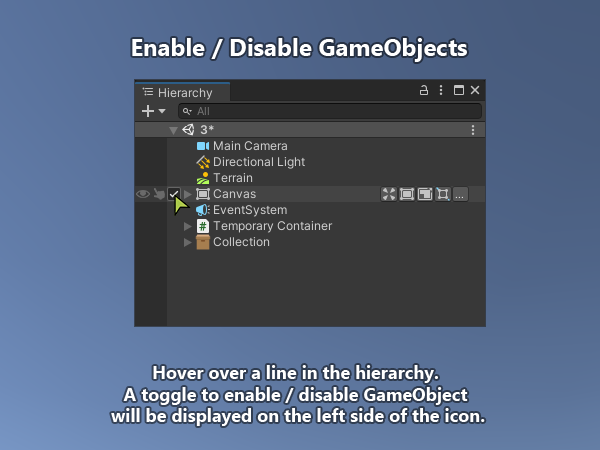 Enable / Disable GameObjects
Hierarchy
All
3*
Main Camera
Directional Light
Terrain
Canvas
...
EventSystem
# Temporary Container
Collection
Hover over a line in the hierarchy.
A toggle to enable / disable GameObject
will be displayed on the left side of the icon.